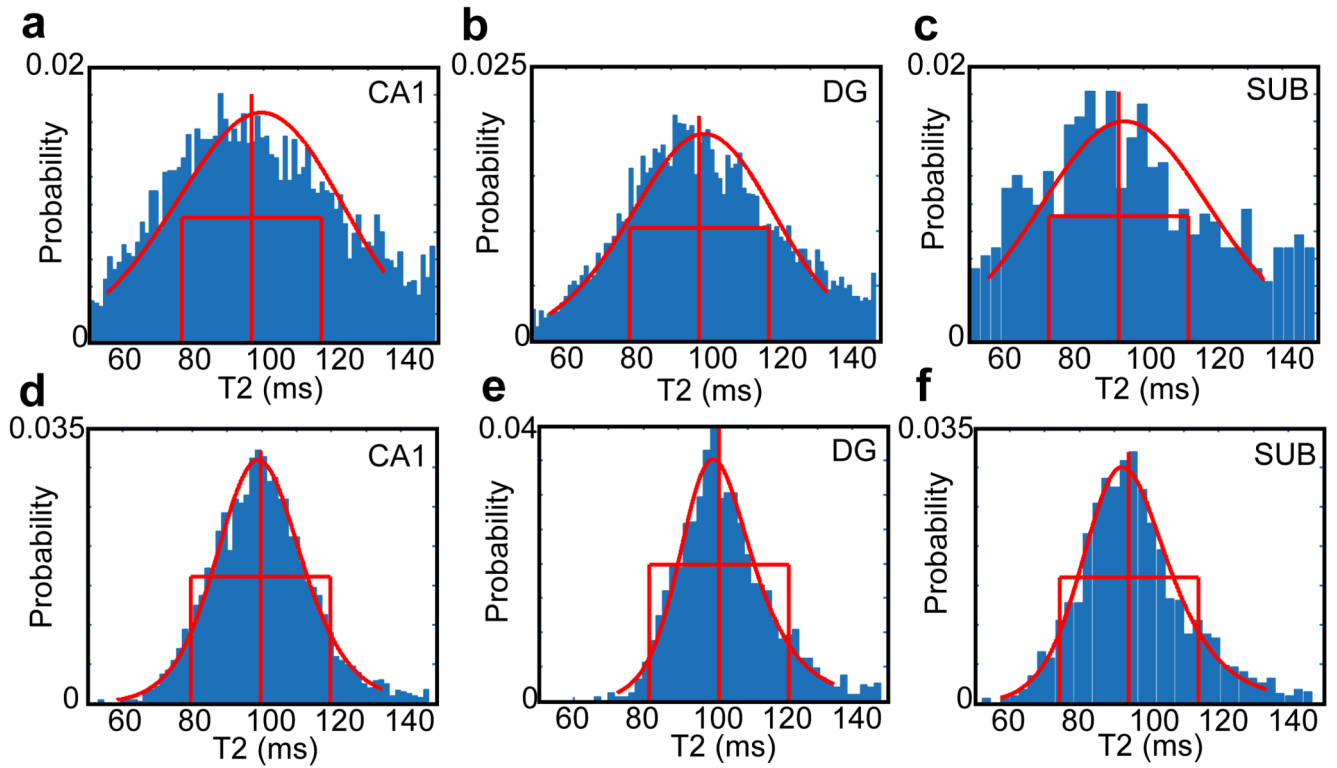 a b c
0.02 CA1 0.025 DG 0.02 SUB
Probability Probability Probability
0 0 0
60 80 100 120 140 60 80 100 120 140 60 80 100 120 140
T2 (ms) T2 (ms) T2 (ms)
d e f
0.035 CA1 0.04 DG 0.035 SUB
Probability Probability Probability
0 0 0
60 80 100 120 140 60 80 100 120 140 60 80 100 120 140
T2 (ms) T2 (ms) T2 (ms)